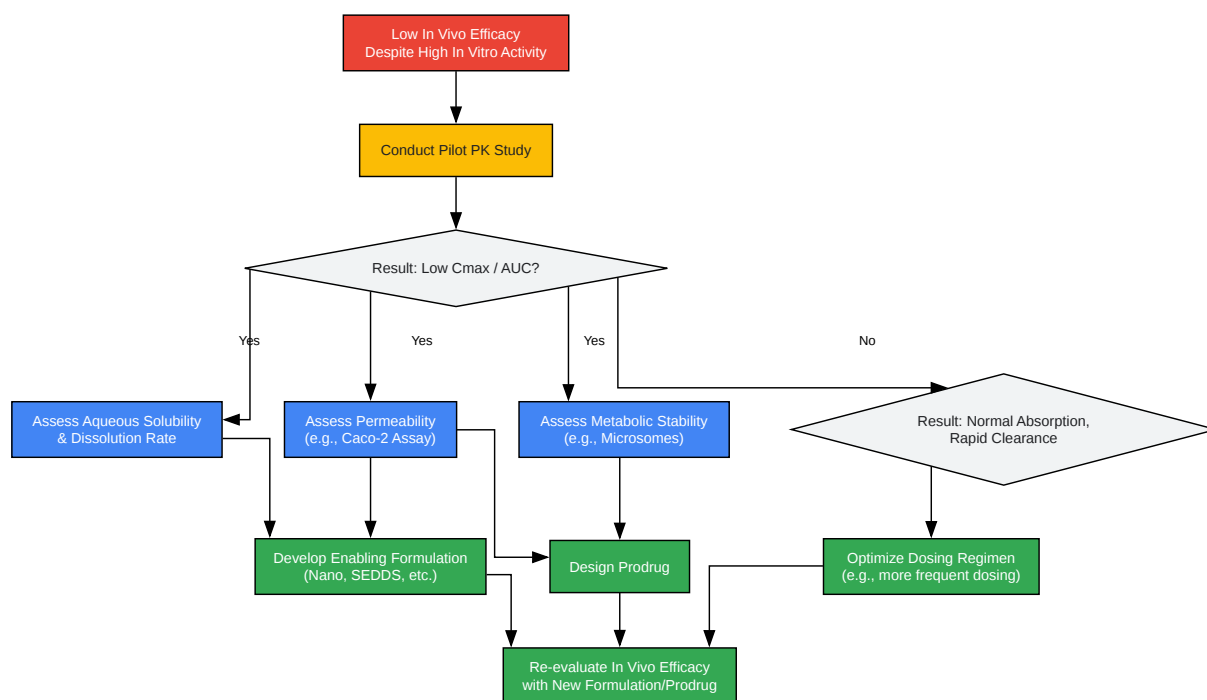 Low In Vivo Efficacy
Despite High In Vitro Activity
Conduct Pilot PK Study
Result: Low Cmax / AUC?
Yes
Yes
Yes
No
Assess Aqueous Solubility
& Dissolution Rate
Assess Permeability
(e.g., Caco-2 Assay)
Assess Metabolic Stability
(e.g., Microsomes)
Result: Normal Absorption,
Rapid Clearance
Develop Enabling Formulation
(Nano, SEDDS, etc.)
Design Prodrug
Optimize Dosing Regimen
(e.g., more frequent dosing)
Re-evaluate In Vivo Efficacy
with New Formulation/Prodrug